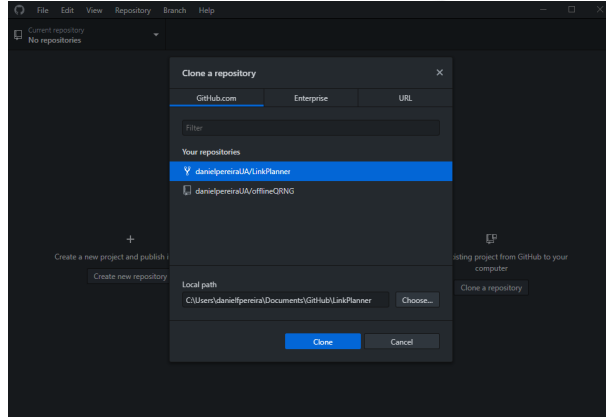 File Edit View Repository Branch Help
Current repository
No repositories
Clone a repository
GitHub.com Enterprise URL
Filter
Your repositories
danielpereiraUA/LinkPlanner
danielpereiraUA/offlineQRNG
Create a new project and publish i
Create new repository
isting project from GitHub to your
computer
Clone a repository
Local path
C:\Users\danielfpereira\Documents\GitHub\LinkPlanner Choose...
Clone Cancel